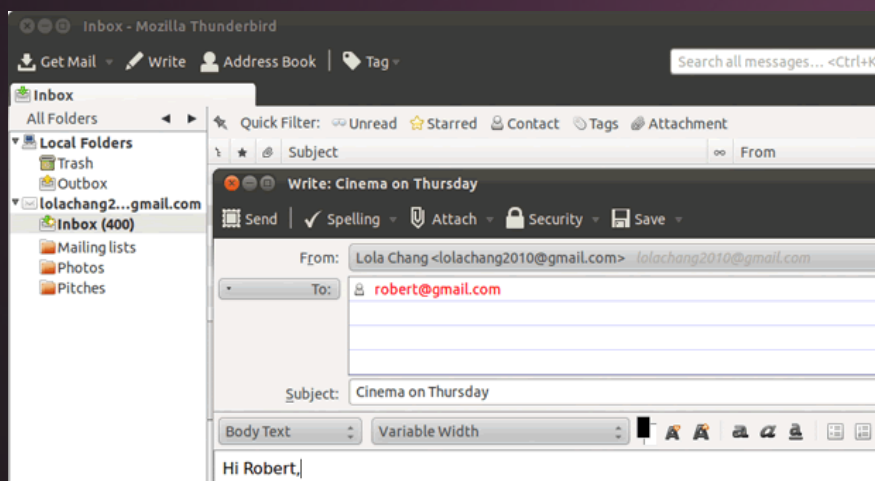 Inbox - Mozilla Thunderbird
Get Mail Write Address Book Tag
Search all messages... <Ctrl+K
Inbox
All Folders
Quick Filter: Unread Starred Contact Tags Attachment
Local Folders
Subject From
Trash
Outbox
lolachang2...gmail.com
Inbox (400)
Mailing lists
Photos
Pitches
Write: Cinema on Thursday
Send Spelling Attach Security Save
From: Lola Chang <lolachang2010@gmail.com> lolachang2010@gmail.com
To: robert@gmail.com
Subject: Cinema on Thursday
Body Text Variable Width A A a a a
Hi Robert,